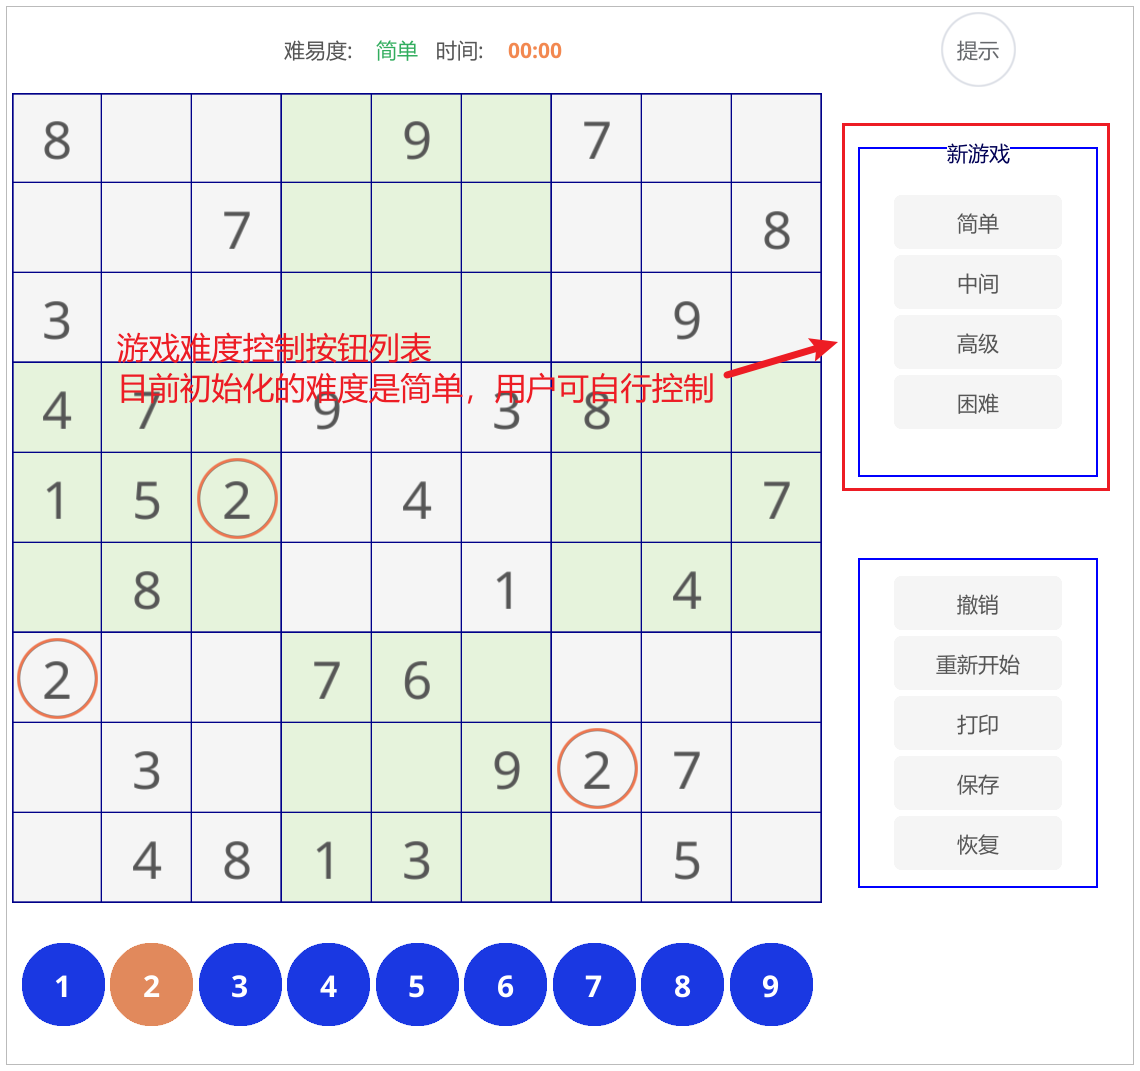 难易度: 简单 时间: 00:00
提示
8 9 7
7 8
3 9
游戏难度控制按钮列表
目前初始化的难度是简单，用户可自行控制
4 7 9 3 8
1 5 2 4 7
8 1 4
2 7 6
3 9 2 7
4 8 1 3 5
1 2 3 4 5 6 7 8 9
新游戏
简单
中间
高级
困难
撤销
重新开始
打印
保存
恢复